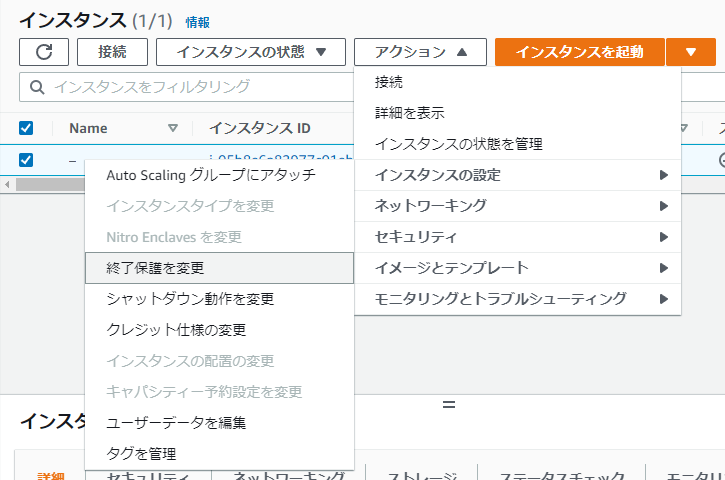 インスタンス (1/1) 情報
接続 インスタンスの状態 アクション インスタンスを起動
インスタンスをフィルタリング
Name インスタンス ID
–
接続
詳細を表示
インスタンスの状態を管理
インスタンスの設定
ネットワーキング
セキュリティ
イメージとテンプレート
モニタリングとトラブルシューティング
Auto Scaling グループにアタッチ
インスタンスタイプを変更
Nitro Enclaves を変更
終了保護を変更
シャットダウン動作を変更
クレジット仕様の変更
インスタンスの配置の変更
キャパシティー予約設定を変更
ユーザーデータを編集
タグを管理
インスタ
詳細 セキュリティ ネットワーキング ストレージ ステータスチェック モニタリ